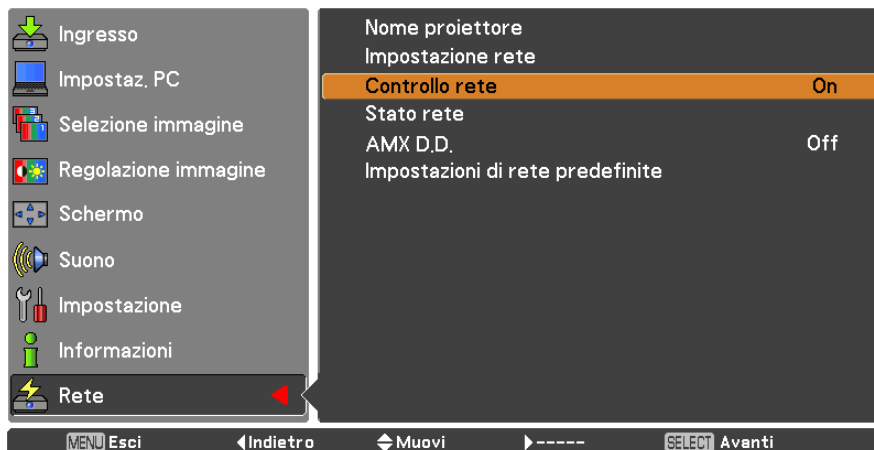 Ingresso
Impostaz. PC
Selezione immagine
Regolazione immagine
Schermo
Suono
Impostazione
Informazioni
Rete
Nome proiettore
Impostazione rete
Controllo rete On
Stato rete
AMX D.D. Off
Impostazioni di rete predefinite
MENU Esci Indietro Muovi ----- SELECT Avanti